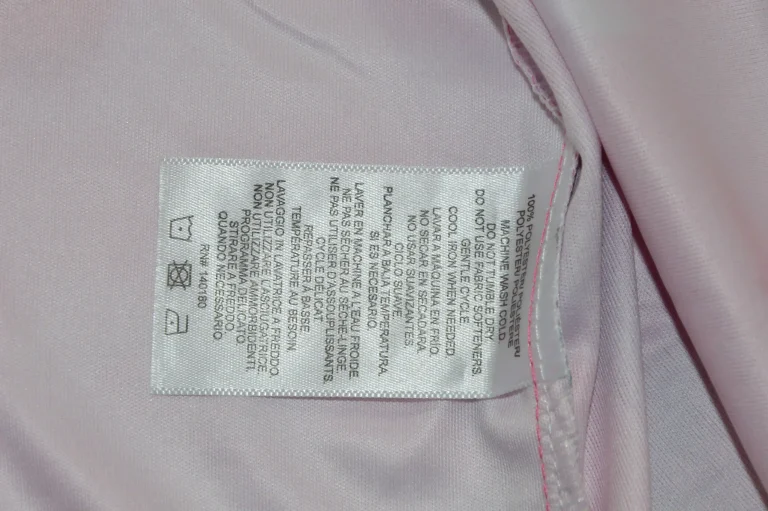 100% POLYESTER/ POLIÉSTER/
POLYESTER/ POLIESTERE
MACHINE WASH COLD.
DO NOT TUMBLE DRY.
DO NOT USE FABRIC SOFTENERS.
GENTLE CYCLE.
COOL IRON WHEN NEEDED.
LAVAR A MÁQUINA EN FRÍO.
NO SECAR EN SECADARA.
NO USAR SUAVIZANTES.
CICLO SUAVE.
PLANCHAR A BAJA TEMPERATURA
SI ES NECESARIO.
LAVER EN MACHINE A L'EAU FROIDE.
NE PAS SÉCHER AU SÈCHE-LINGE.
NE PAS UTILISER D'ASSOUPLISSANTS.
CYCLE DÉLICAT.
REPASSER À BASSE
TEMPÉRATURE AU BESOIN.
LAVAGGIO IN LAVATRICE A FREDDO.
NON UTILIZZARE L'ASCIUGATRICE.
NON UTILIZZARE AMMORBIDENTI.
PROGRAMMA DELICATO
STIRARE A FREDDO
QUANDO NECESSARIO.
RN# 140180